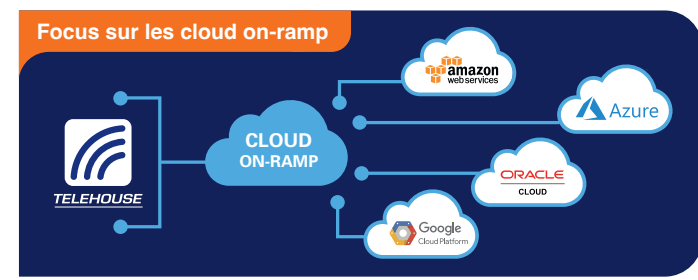 Focus sur les cloud on-ramp
amazon
webservices
Azure
CLOUD
ON-RAMP
TELEHOUSE
ORACLE
CLOUD
Google
Cloud Platform